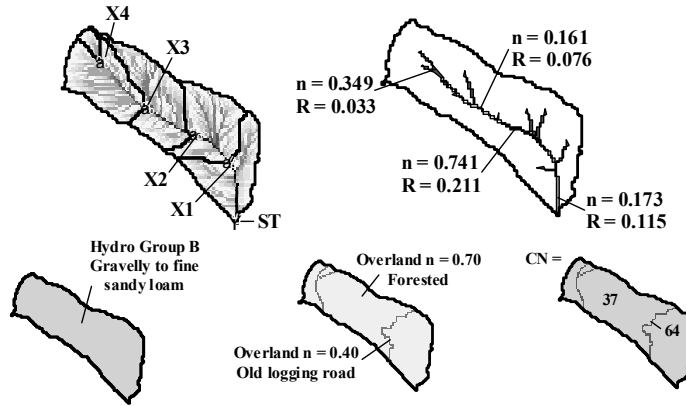 X4
X3
X2
X1
ST
a
a
a
a
r
n = 0.161
R = 0.076
n = 0.349
R = 0.033
n = 0.741
R = 0.211
n = 0.173
R = 0.115
Hydro Group B
Gravelly to fine
sandy loam
Overland n = 0.70
Forested
Overland n = 0.40
Old logging road
CN =
37
64